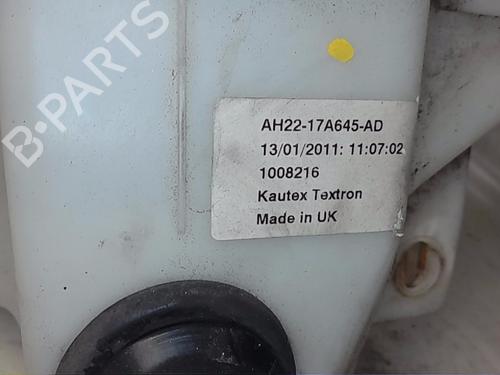 B-PARTS
AH22-17A645-AD
13/01/2011: 11:07:02
1008216
Kautex Textron
Made in UK